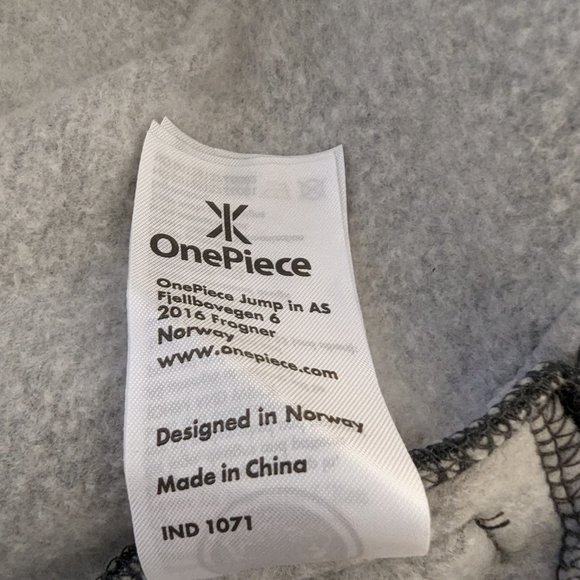 OnePiece
OnePiece Jump in AS
Fjellbovegen 6
2016 Frogner
Norway
www.onepiece.com
Designed in Norway
Made in China
IND 1071